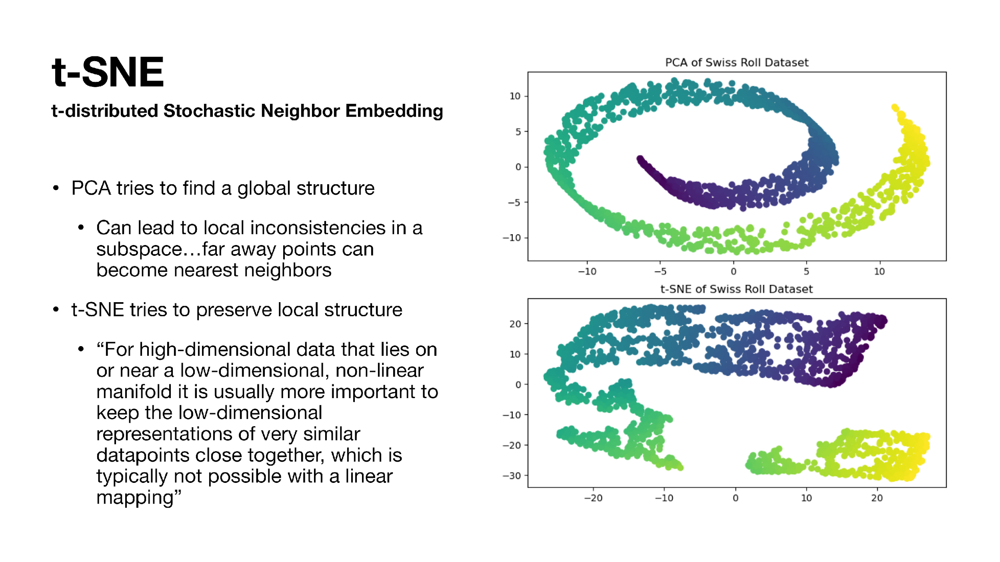 t-SNE
t-distributed Stochastic Neighbor Embedding
• PCA tries to find a global structure
• Can lead to local inconsistencies in a
subspace…far away points can
become nearest neighbors
• t-SNE tries to preserve local structure
• “For high-dimensional data that lies on
or near a low-dimensional, non-linear
manifold it is usually more important to
keep the low-dimensional
representations of very similar
datapoints close together, which is
typically not possible with a linear
mapping”
PCA of Swiss Roll Dataset
10
5
0
−5
−10
−10 −5 0 5 10
t-SNE of Swiss Roll Dataset
20
10
0
−10
−20
−30
−20 −10 0 10 20